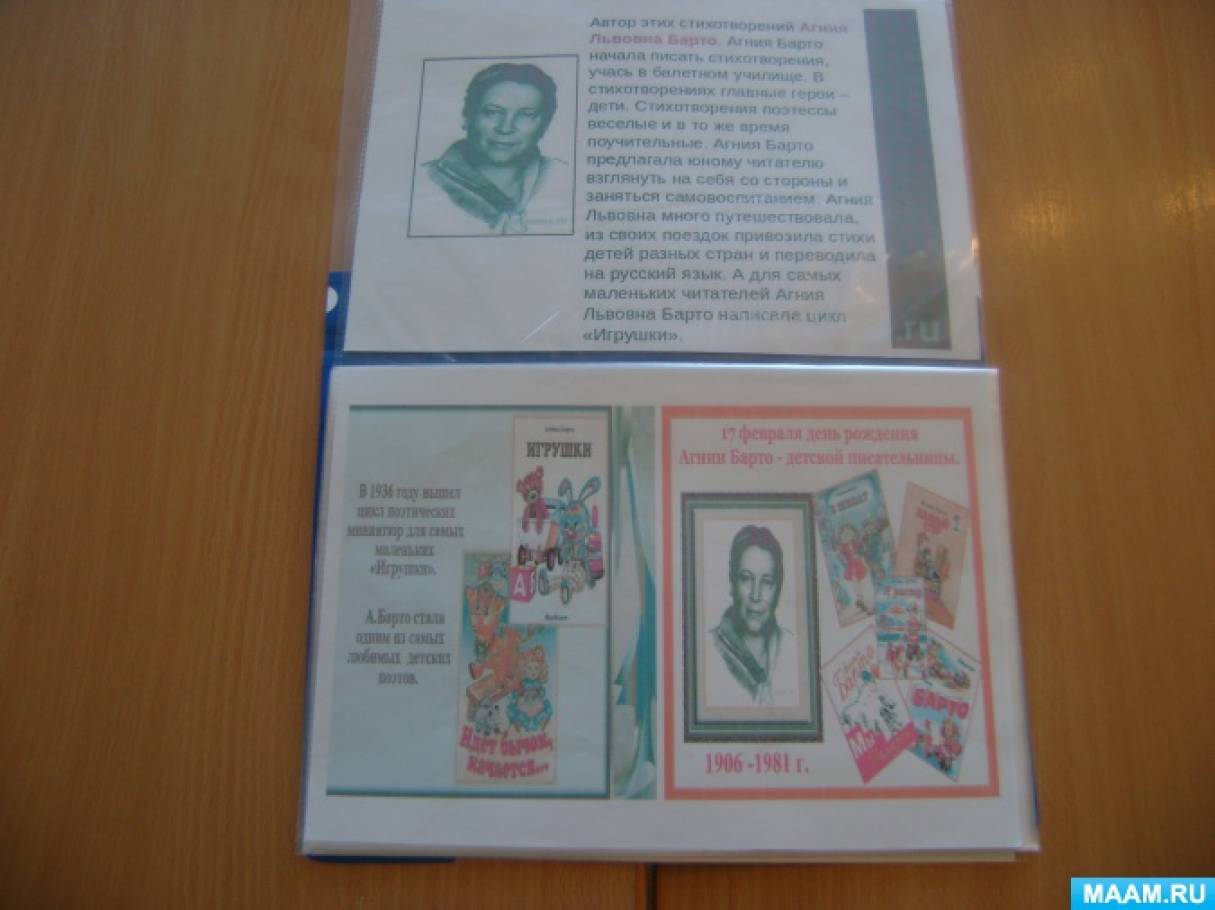 Автор этих стихотворений Агния
Львовна Барто. Агния Барто
начала писать стихотворения,
учась в балетном училище. В
стихотворениях главные герои –
дети. Стихотворения поэтессы
веселые и в то же время
поучительные. Агния Барто
предлагала юному читателю
взглянуть на себя со стороны и
заняться самовоспитанием. Агния
Львовна много путешествовала,
из своих поездок привозила стихи
детей разных стран и переводила
на русский язык. А для самых
маленьких читателей Агния
Львовна Барто написала цикл
«Игрушки».
.ru
В 1936 году вышел
цикл поэтических
миниатюр для самых
маленьких
«Игрушки».
А.Барто стала
одним из самых
любимых детских
поэтов.
ИГРУШКИ
А
Идет бычок,
качается...
17 февраля день рождения
Агнии Барто - детской писательницы.
Я расту
Барто
БАРТО
1906 -1981 г.
MAAM.RU